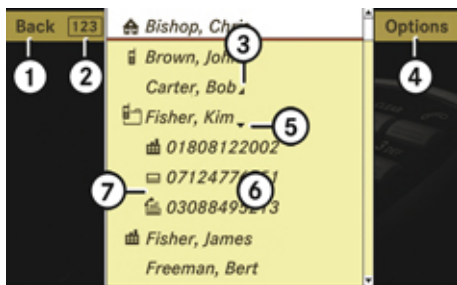 Back 123 Bishop, Options
1 2 Brown, 3 4
Carter, Bob
Fisher, Kim 5
01808122002
7 6
Fisher, James
Freeman, Bert